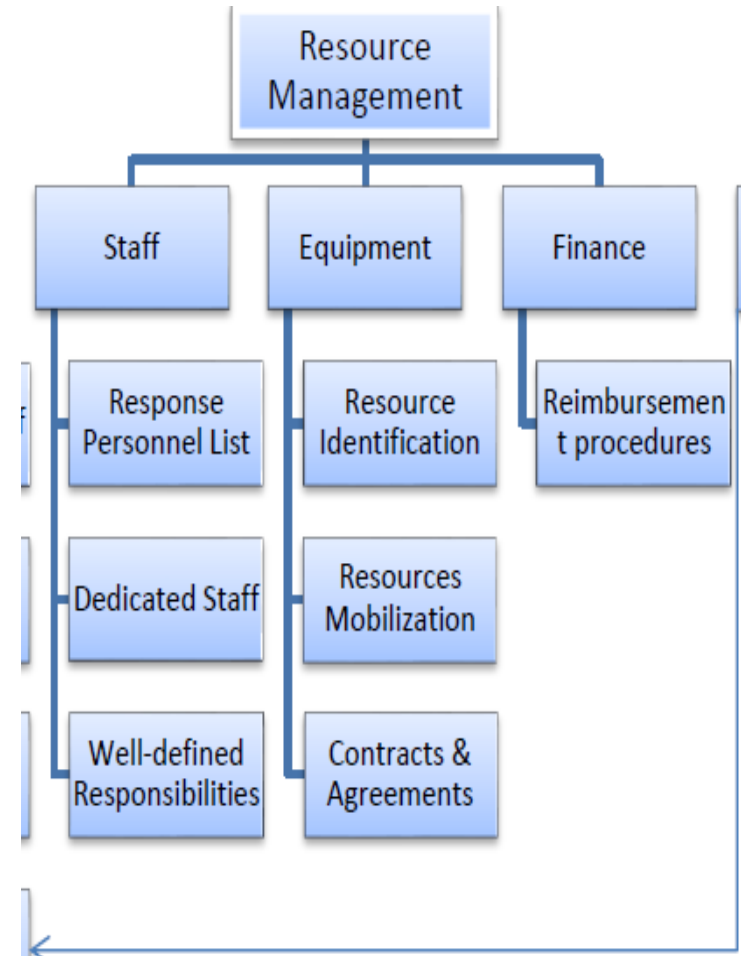 Resource
Management
Staff
Equipment
Finance
Response
Personnel List
Resource
Identification
Reimbursemen
t procedures
Dedicated Staff
Resources
Mobilization
Well-defined
Responsibilities
Contracts &
Agreements